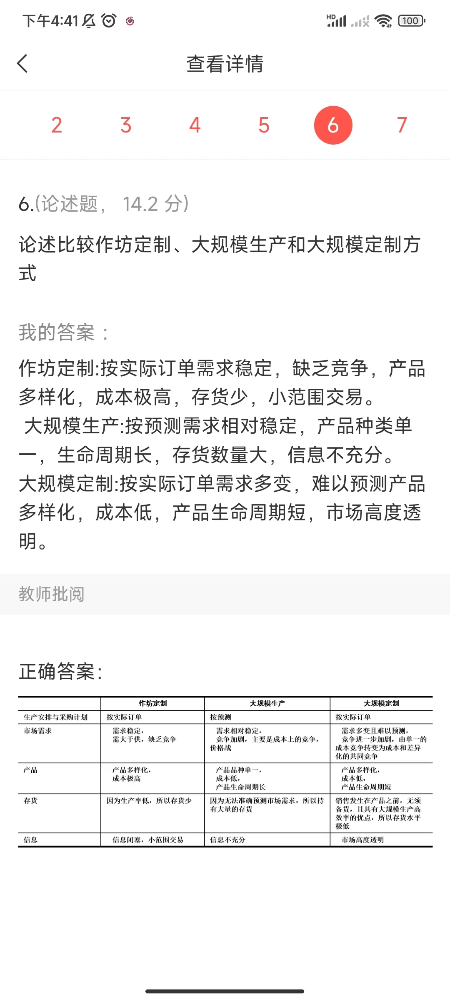 下午4:41
HD
100
查看详情
2 3 4 5 6 7
6.(论述题， 14.2 分)
论述比较作坊定制、大规模生产和大规模定制方
式
我的答案 ：
作坊定制:按实际订单需求稳定，缺乏竞争，产品
多样化，成本极高，存货少，小范围交易。
大规模生产:按预测需求相对稳定，产品种类单
一，生命周期长，存货数量大，信息不充分。
大规模定制:按实际订单需求多变，难以预测产品
多样化，成本低，产品生命周期短，市场高度透
明。
教师批阅
正确答案：
作坊定制 大规模生产 大规模定制
生产安排与采购计划 按实际订单 按预测 按实际订单
市场需求
需求稳定，
需大于供，缺乏竞争
需求相对稳定，
竞争加剧，主要是成本上的竞争，
价格战
需求多变且难以预测，
竞争进一步加剧，由单一的
成本竞争转变为成本和差异
化的共同竞争
产品
产品多样化，
成本极高
产品品种单一，
成本低，
产品生命周期长
产品多样化，
成本低，
产品生命周期短
存货
因为生产率低，所以存货少
因为无法准确预测市场需求，所以持
有大量的存货
销售发生在产品之前，无须
备货，且具有大规模生产高
效率的优点，所以存货水平
极低
信息 信息闭塞，小范围交易 信息不充分 市场高度透明